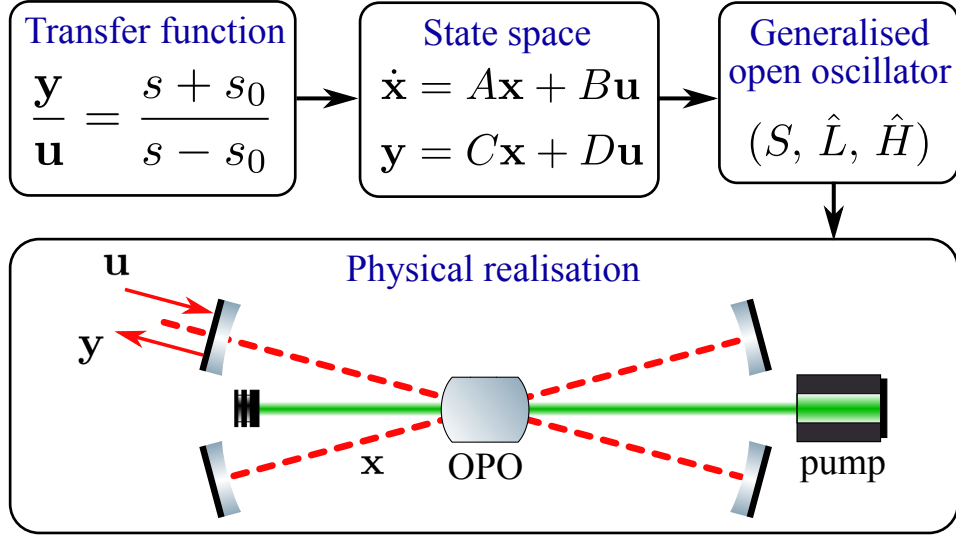 Transfer function
y/u = (s + s₀)/(s − s₀)
State space
ẋ = Ax + Bu
y = Cx + Du
Generalised
open oscillator
(S, L̂, Ĥ)
Physical realisation
u
y
x
OPO
pump